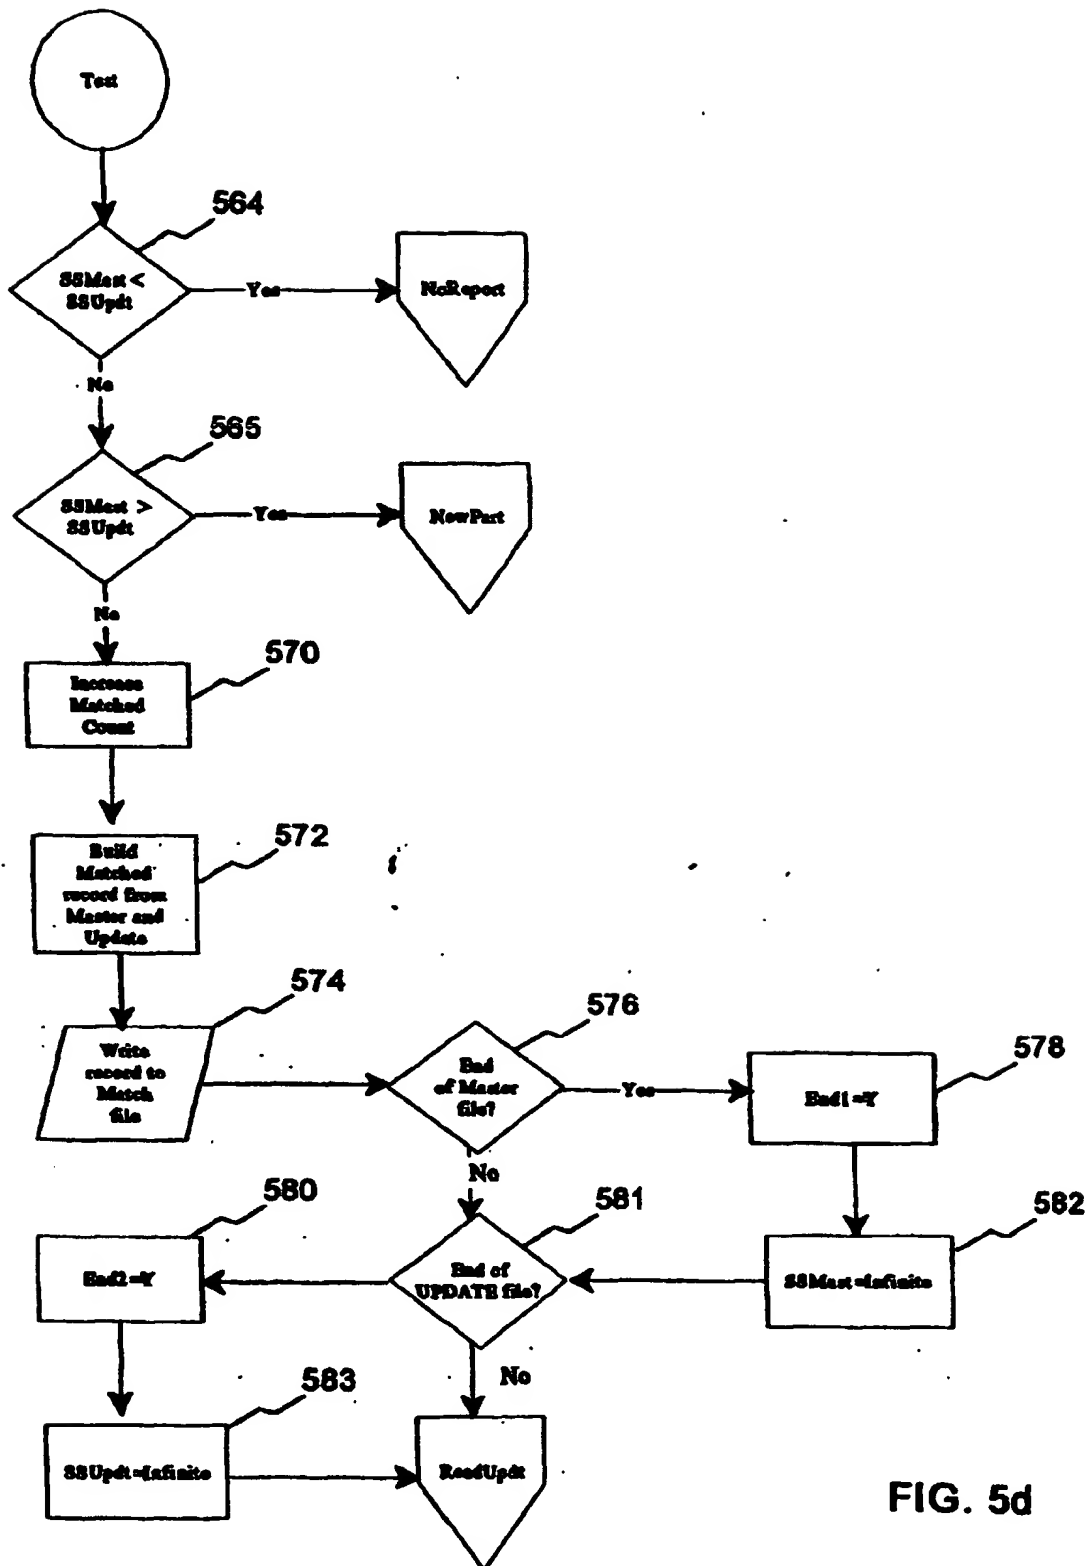 Test
564
SSMast <
SSUpdt
Yes
NoReport
No
565
SSMast >
SSUpdt
Yes
NewPart
No
570
Increase
Matched
Count
572
Build
Matched
record from
Master and
Update
574
Write
record to
Match
file
576
End
of Master
file?
Yes
578
End1=Y
No
580
End2=Y
581
End of
UPDATE file?
582
SSMast=Infinite
No
583
SSUpdt=Infinite
ReadUpdt
FIG. 5d